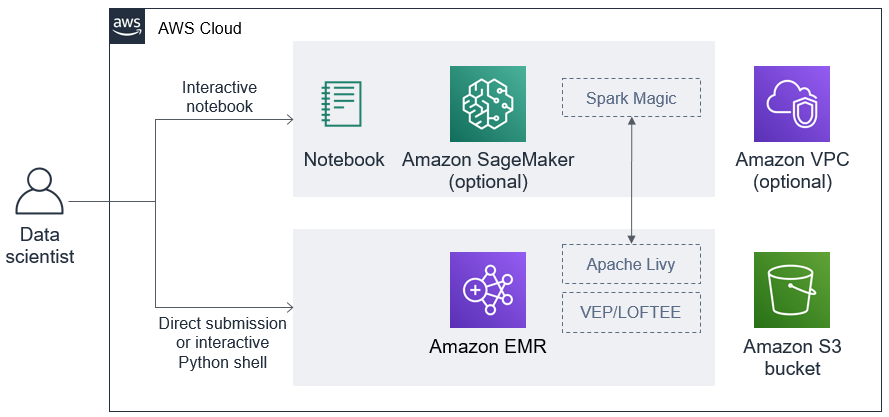 aws
AWS Cloud
Interactive
notebook
Notebook
Amazon SageMaker
(optional)
Spark Magic
Amazon VPC
(optional)
Data
scientist
Direct submission
or interactive
Python shell
Amazon EMR
Apache Livy
VEP/LOFTEE
Amazon S3
bucket